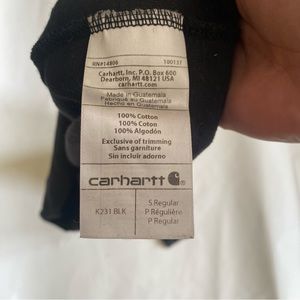 RN#14806 100137
Carhartt, Inc. P.O. Box 600
Dearborn, MI 48121 USA
carhartt.com
Made in Guatemala
Fabriqué au Guatemala
Hecho en Guatemala
100% Cotton
100% Coton
100% Algodón
Exclusive of trimming
Sans garniture
Sin incluir adorno
carhartt
K231 BLK
S Regular
P Régulière
P Regular